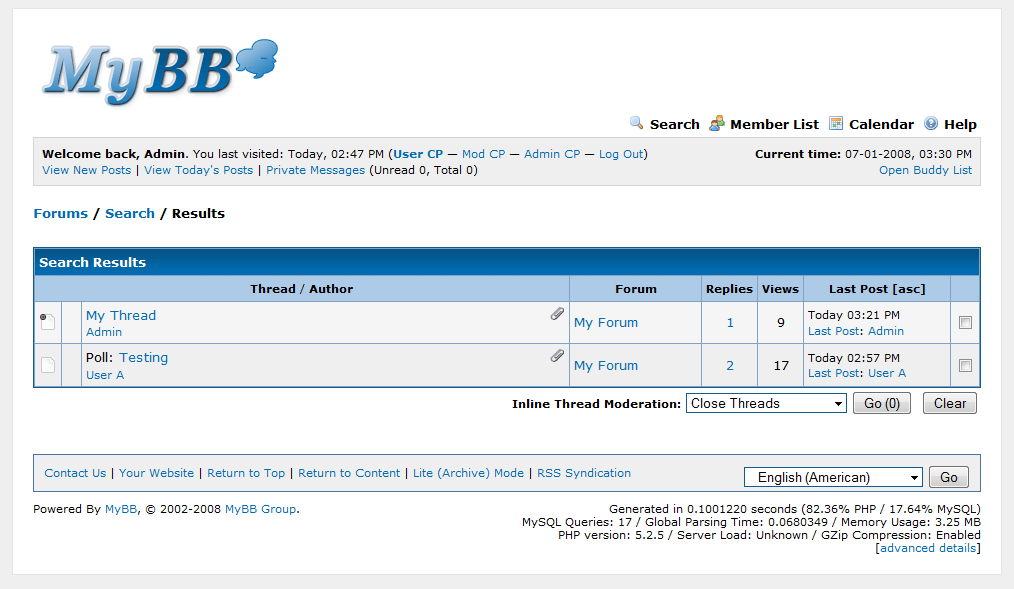 MyBB
Search Member List Calendar Help
Welcome back, Admin. You last visited: Today, 02:47 PM (User CP — Mod CP — Admin CP — Log Out) Current time: 07-01-2008, 03:30 PM
View New Posts | View Today's Posts | Private Messages (Unread 0, Total 0) Open Buddy List
Forums / Search / Results
Search Results
Thread / Author Forum Replies Views Last Post [asc]
My Thread
Admin
My Forum 1 9
Today 03:21 PM
Last Post: Admin
Poll: Testing
User A
My Forum 2 17
Today 02:57 PM
Last Post: User A
Inline Thread Moderation: Close Threads Go (0) Clear
Contact Us | Your Website | Return to Top | Return to Content | Lite (Archive) Mode | RSS Syndication English (American) Go
Powered By MyBB, © 2002-2008 MyBB Group.
Generated in 0.1001220 seconds (82.36% PHP / 17.64% MySQL)
MySQL Queries: 17 / Global Parsing Time: 0.0680349 / Memory Usage: 3.25 MB
PHP version: 5.2.5 / Server Load: Unknown / GZip Compression: Enabled
[advanced details]